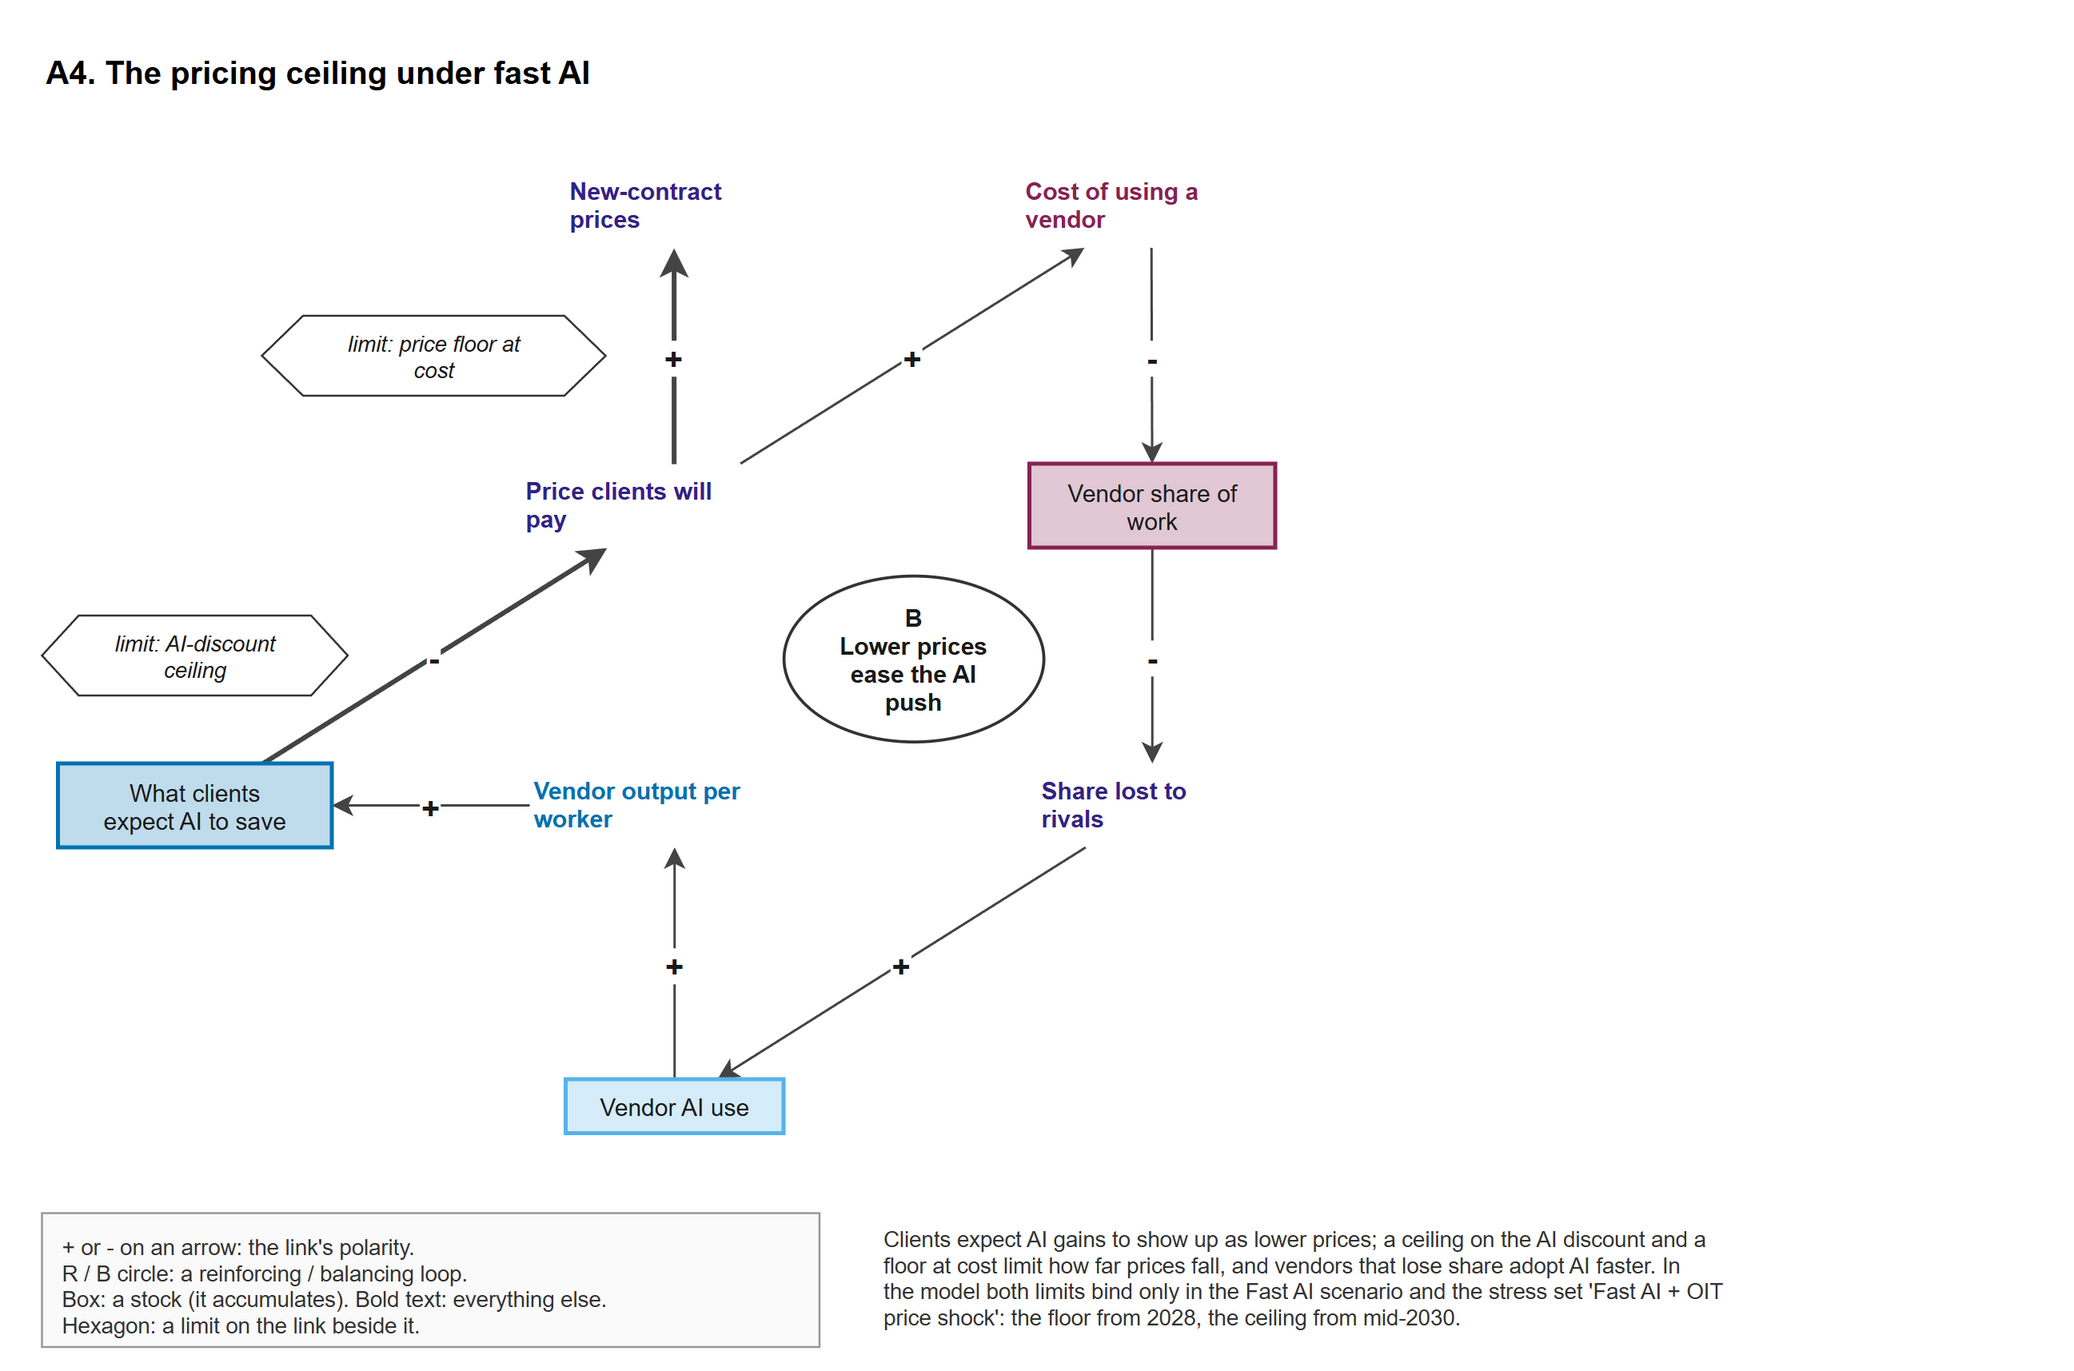 A4. The pricing ceiling under fast AI
New-contract
prices
Cost of using a
vendor
limit: price floor at
cost
+
+
-
Price clients will
pay
Vendor share of
work
B
Lower prices
ease the AI
push
limit: AI-discount
ceiling
-
-
What clients
expect AI to save
+
Vendor output per
worker
Share lost to
rivals
+
+
Vendor AI use
+ or - on an arrow: the link's polarity.
R / B circle: a reinforcing / balancing loop.
Box: a stock (it accumulates). Bold text: everything else.
Hexagon: a limit on the link beside it.
Clients expect AI gains to show up as lower prices; a ceiling on the AI discount and a
floor at cost limit how far prices fall, and vendors that lose share adopt AI faster. In
the model both limits bind only in the Fast AI scenario and the stress set 'Fast AI + OIT
price shock': the floor from 2028, the ceiling from mid-2030.